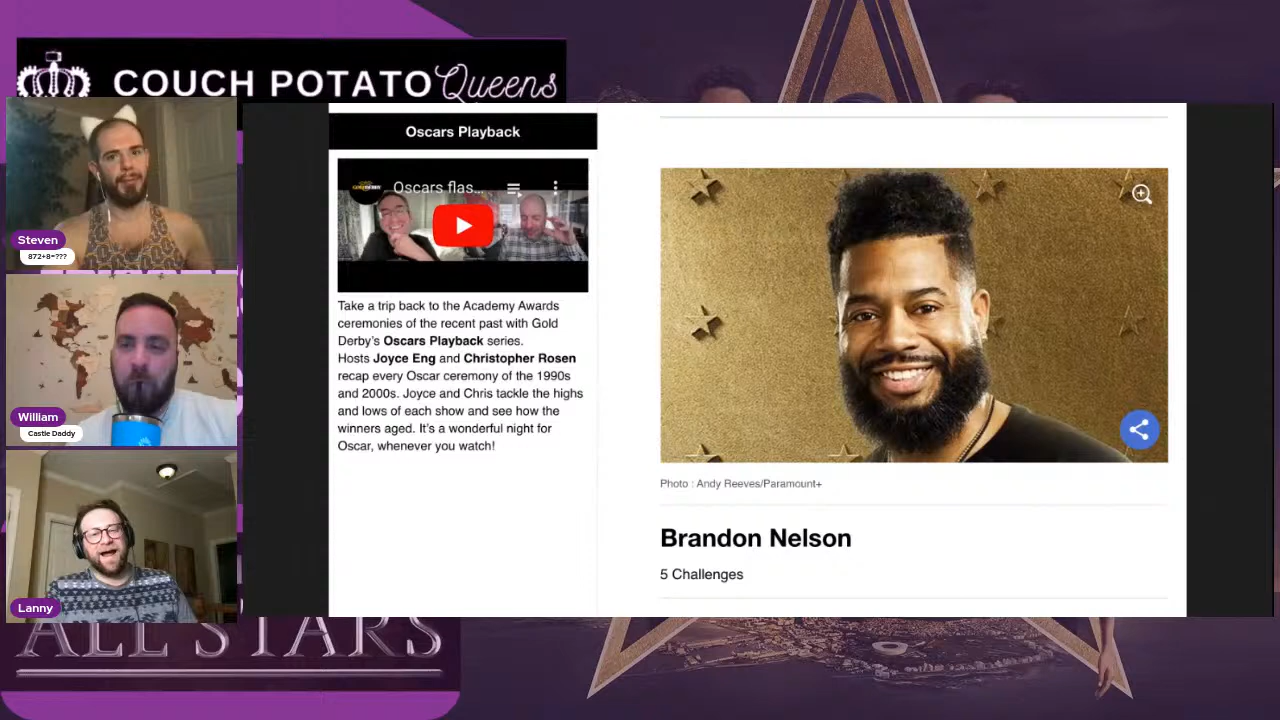 COUCH POTATO Queens
Steven
872+8=???
William
Castle Daddy
Lanny
ALL STARS
Oscars Playback
Oscars flas...
Take a trip back to the Academy Awards
ceremonies of the recent past with Gold
Derby's Oscars Playback series.
Hosts Joyce Eng and Christopher Rosen
recap every Oscar ceremony of the 1990s
and 2000s. Joyce and Chris tackle the highs
and lows of each show and see how the
winners aged. It's a wonderful night for
Oscar, whenever you watch!
Photo : Andy Reeves/Paramount+
Brandon Nelson
5 Challenges